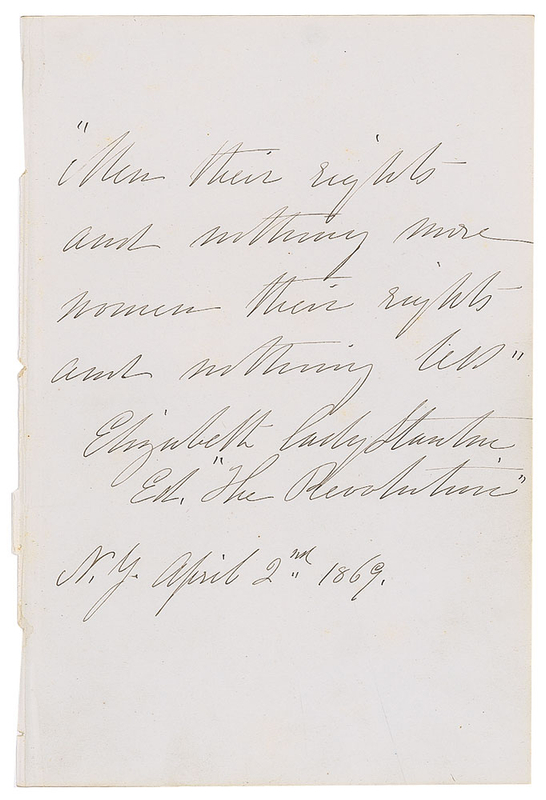 "Men their rights
and nothing more
women their rights
and nothing less"
Elizabeth Cady Stanton
Ed. "The Revolution"
N.Y. April 2nd 1869.